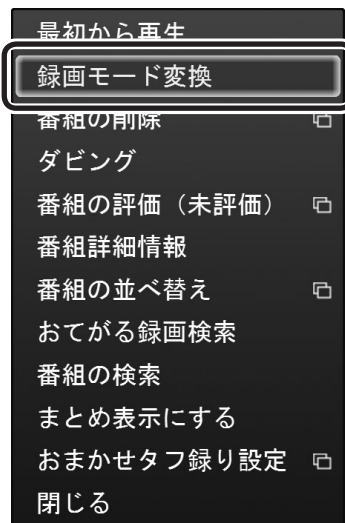 最初から再生
録画モード変換
番組の削除
ダビング
番組の評価（未評価）
番組詳細情報
番組の並べ替え
おてがる録画検索
番組の検索
まとめ表示にする
おまかせタフ録り設定
閉じる